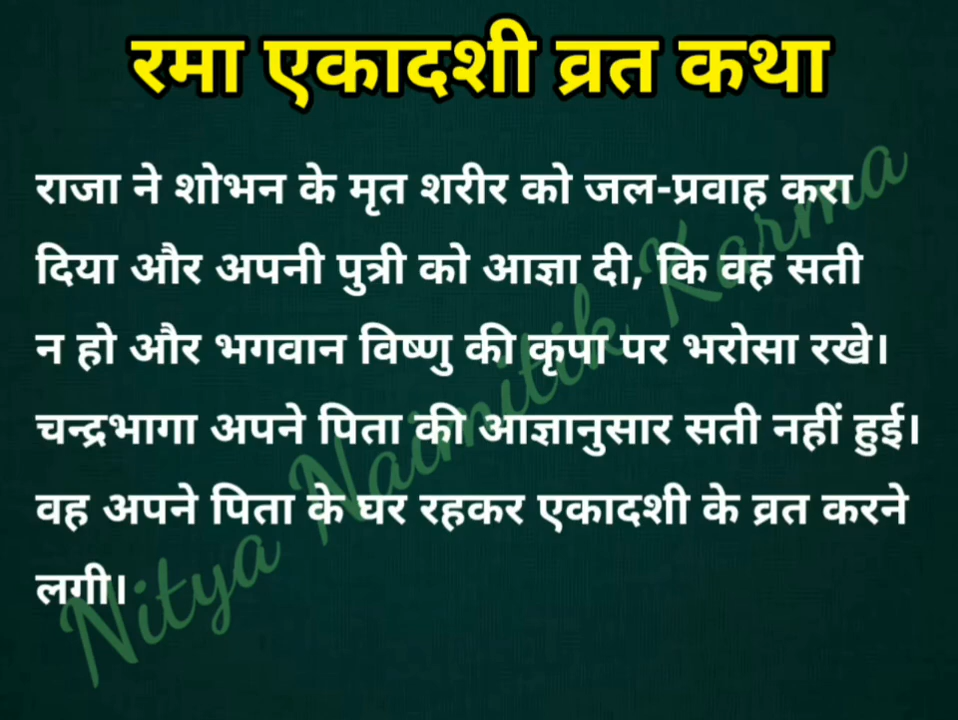 रमा एकादशी व्रत कथा
राजा ने शोभन के मृत शरीर को जल-प्रवाह करा
दिया और अपनी पुत्री को आज्ञा दी, कि वह सती
न हो और भगवान विष्णु की कृपा पर भरोसा रखे।
चन्द्रभागा अपने पिता की आज्ञानुसार सती नहीं हुई।
वह अपने पिता के घर रहकर एकादशी के व्रत करने
लगी।
Nitya Naimitik Karma